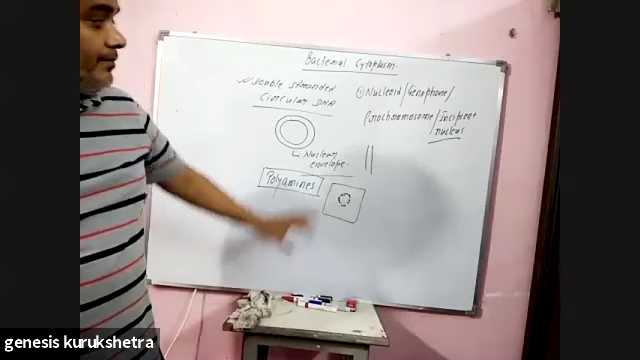 Bacterial Cytoplasm.
Double stranded
Circular DNA
① Nucleoid/Genophore/
Prochromosome/Incipient
nucleus
Nuclear
envelope.
Polyamines
genesis kurukshetra